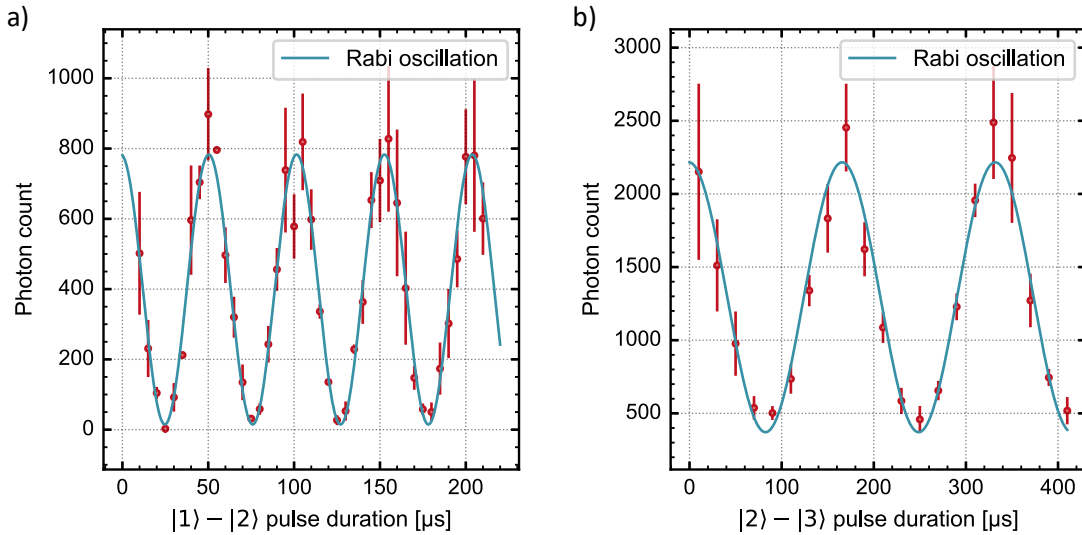 a)
Rabi oscillation
Photon count
1000
800
600
400
200
0
0 50 100 150 200
|1⟩ − |2⟩ pulse duration [µs]
b)
Rabi oscillation
Photon count
3000
2500
2000
1500
1000
500
0 100 200 300 400
|2⟩ − |3⟩ pulse duration [µs]